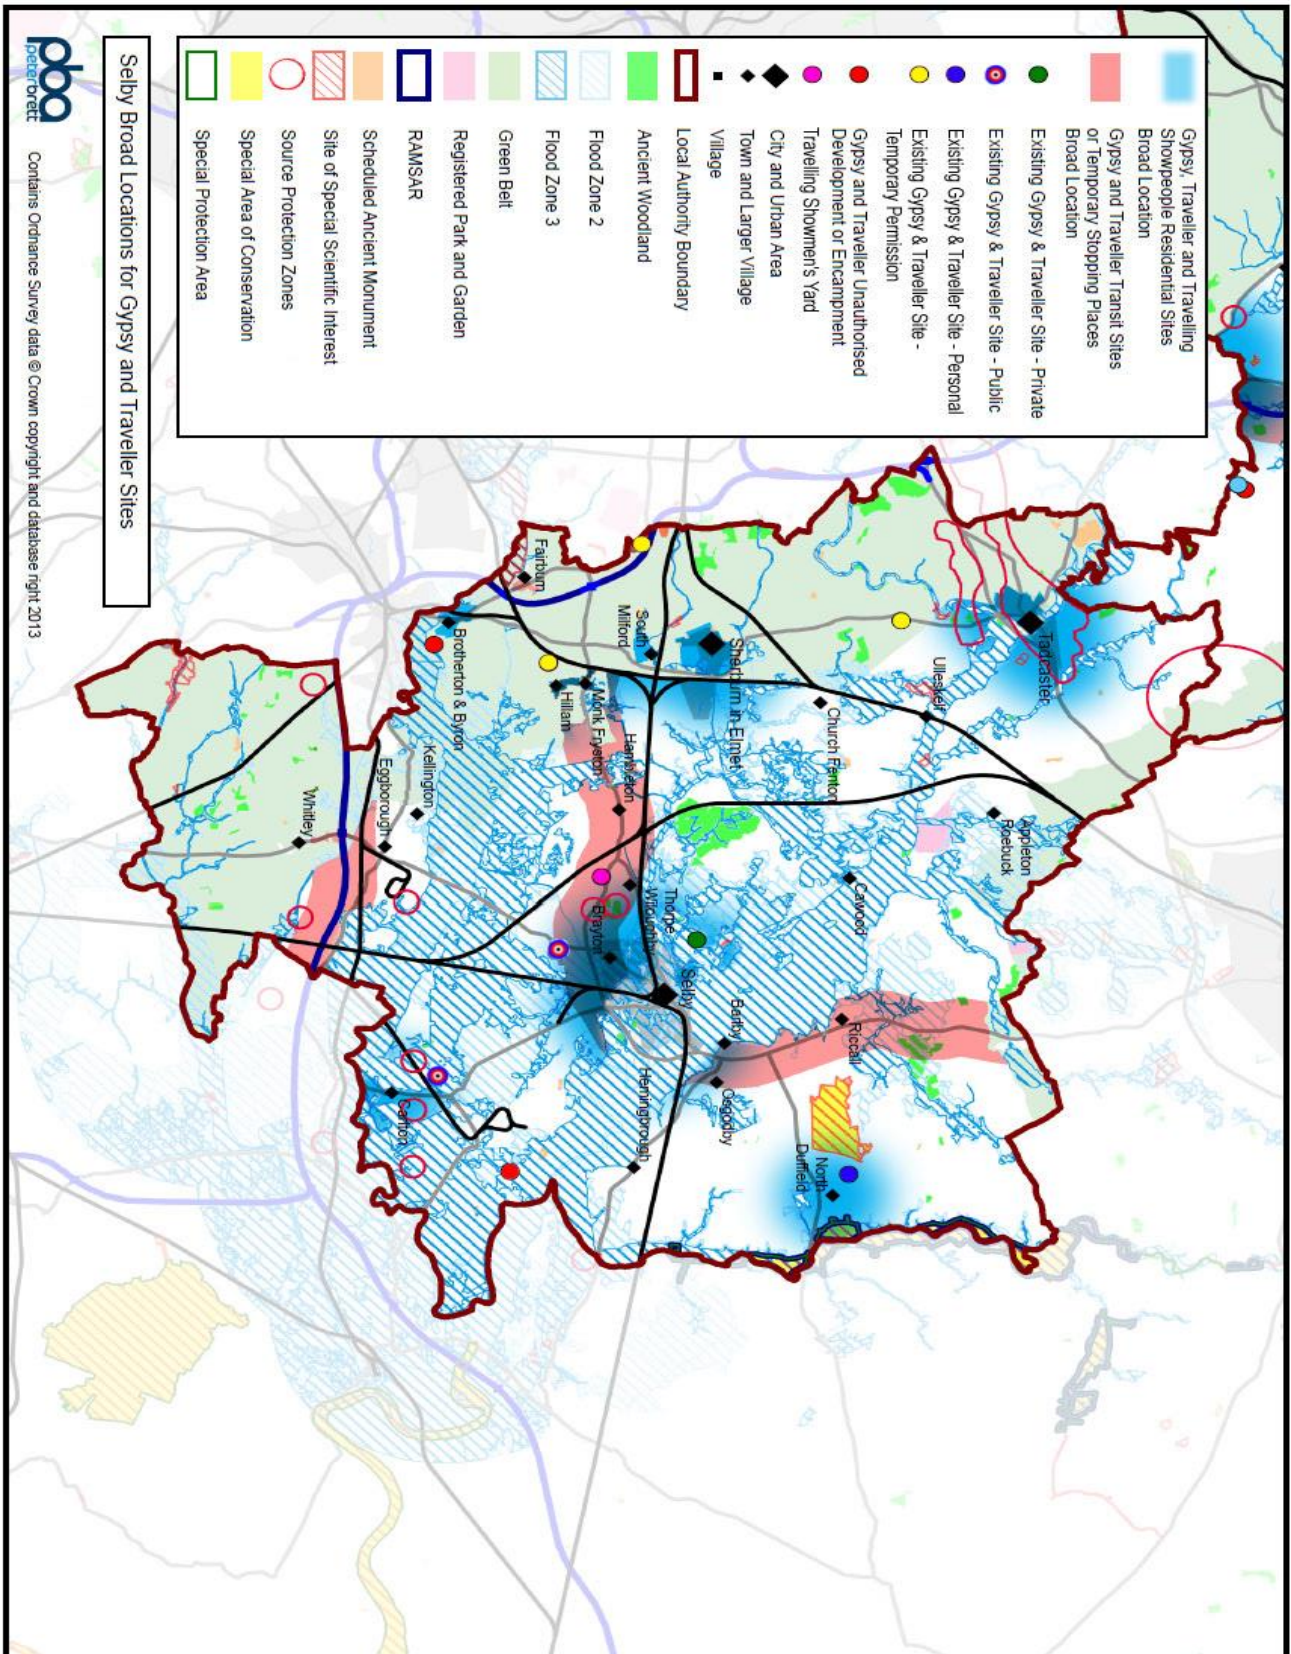 Gypsy, Traveller and Travelling
Showpeople Residential Sites
Broad Location
Gypsy and Traveller Transit Sites
or Temporary Stopping Places
Broad Location
Existing Gypsy & Traveller Site - Private
Existing Gypsy & Traveller Site - Public
Existing Gypsy & Traveller Site - Personal
Existing Gypsy & Traveller Site -
Temporary Permission
Gypsy and Traveller Unauthorised
Development or Encampment
Travelling Showmen's Yard
City and Urban Area
Town and Larger Village
Village
Local Authority Boundary
Ancient Woodland
Flood Zone 2
Flood Zone 3
Green Belt
Registered Park and Garden
RAMSAR
Scheduled Ancient Monument
Site of Special Scientific Interest
Source Protection Zones
Special Area of Conservation
Special Protection Area
Tadcaster
Appleton
Roebuck
Ulleskelf
Church Fenton
Cawood
Riccall
North
Duffield
Sherburn in Elmet
South
Milford
Thorpe
Willoughby
Selby
Barlby
Osgodby
Hambleton
Monk Fryston
Hillam
Brayton
Hemingbrough
Fairburn
Brotherton & Byron
Kellington
Eggborough
Whitley
Carlton
Selby Broad Locations for Gypsy and Traveller Sites
pba
peterbrett
Contains Ordnance Survey data © Crown copyright and database right 2013